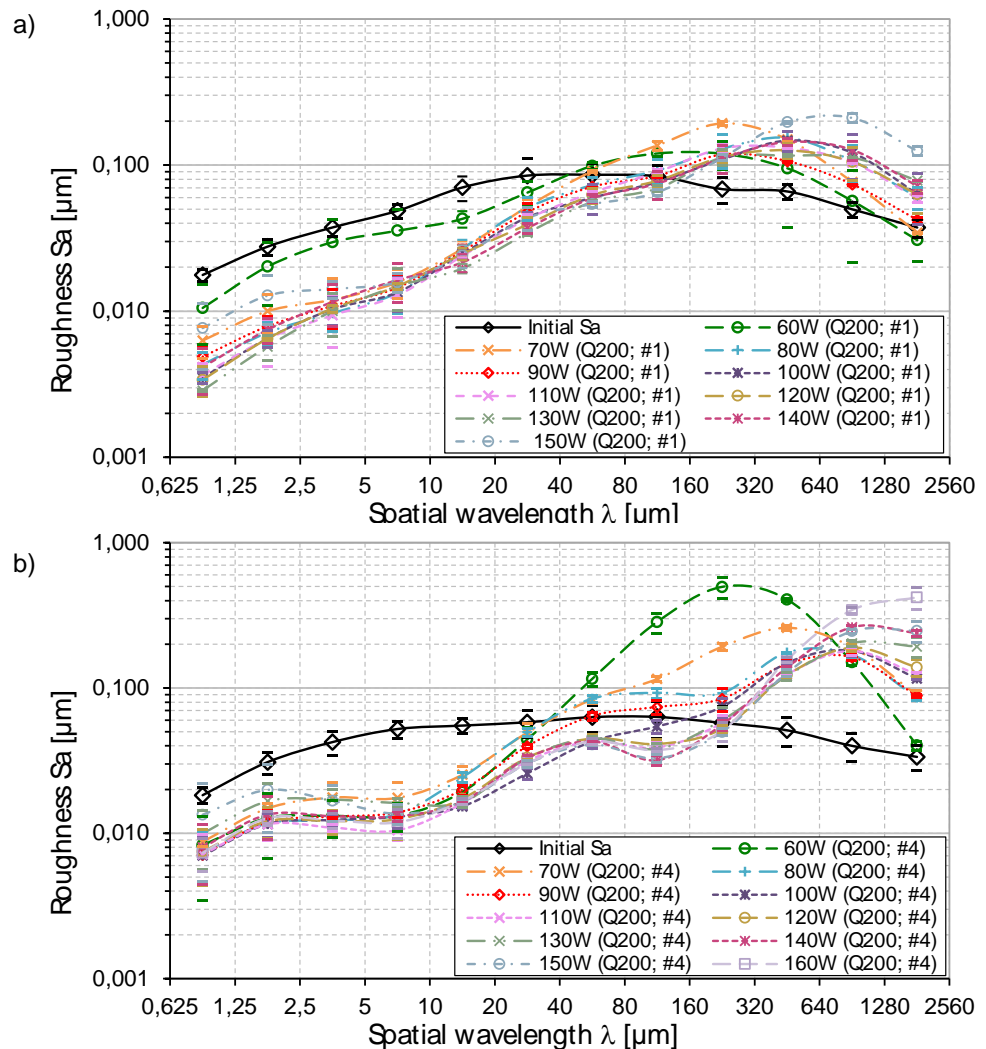 a)
1,000
0,100
0,010
0,001
Roughness Sa [µm]
Initial Sa
60W (Q200; #1)
70W (Q200; #1)
80W (Q200; #1)
90W (Q200; #1)
100W (Q200; #1)
110W (Q200; #1)
120W (Q200; #1)
130W (Q200; #1)
140W (Q200; #1)
150W (Q200; #1)
0,625 1,25 2,5 5 10 20 40 80 160 320 640 1280 2560
Spatial wavelength λ [µm]
b)
1,000
0,100
0,010
0,001
Roughness Sa [µm]
Initial Sa
60W (Q200; #4)
70W (Q200; #4)
80W (Q200; #4)
90W (Q200; #4)
100W (Q200; #4)
110W (Q200; #4)
120W (Q200; #4)
130W (Q200; #4)
140W (Q200; #4)
150W (Q200; #4)
160W (Q200; #4)
0,625 1,25 2,5 5 10 20 40 80 160 320 640 1280 2560
Spatial wavelength λ [µm]